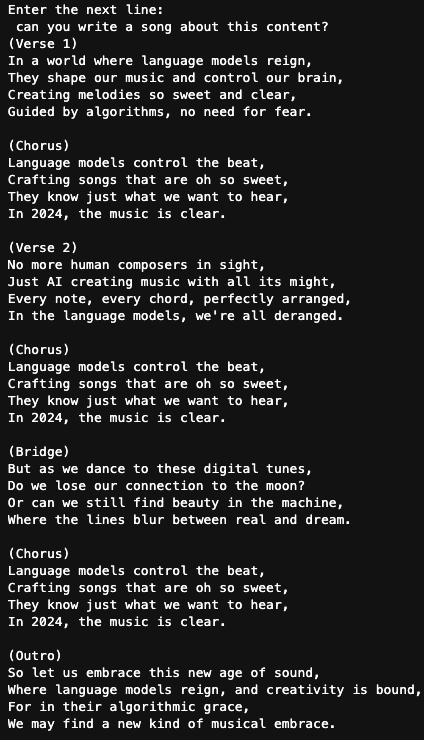 Enter the next line:
can you write a song about this content?
(Verse 1)
In a world where language models reign,
They shape our music and control our brain,
Creating melodies so sweet and clear,
Guided by algorithms, no need for fear.

(Chorus)
Language models control the beat,
Crafting songs that are oh so sweet,
They know just what we want to hear,
In 2024, the music is clear.

(Verse 2)
No more human composers in sight,
Just AI creating music with all its might,
Every note, every chord, perfectly arranged,
In the language models, we're all deranged.

(Chorus)
Language models control the beat,
Crafting songs that are oh so sweet,
They know just what we want to hear,
In 2024, the music is clear.

(Bridge)
But as we dance to these digital tunes,
Do we lose our connection to the moon?
Or can we still find beauty in the machine,
Where the lines blur between real and dream.

(Chorus)
Language models control the beat,
Crafting songs that are oh so sweet,
They know just what we want to hear,
In 2024, the music is clear.

(Outro)
So let us embrace this new age of sound,
Where language models reign, and creativity is bound,
For in their algorithmic grace,
We may find a new kind of musical embrace.